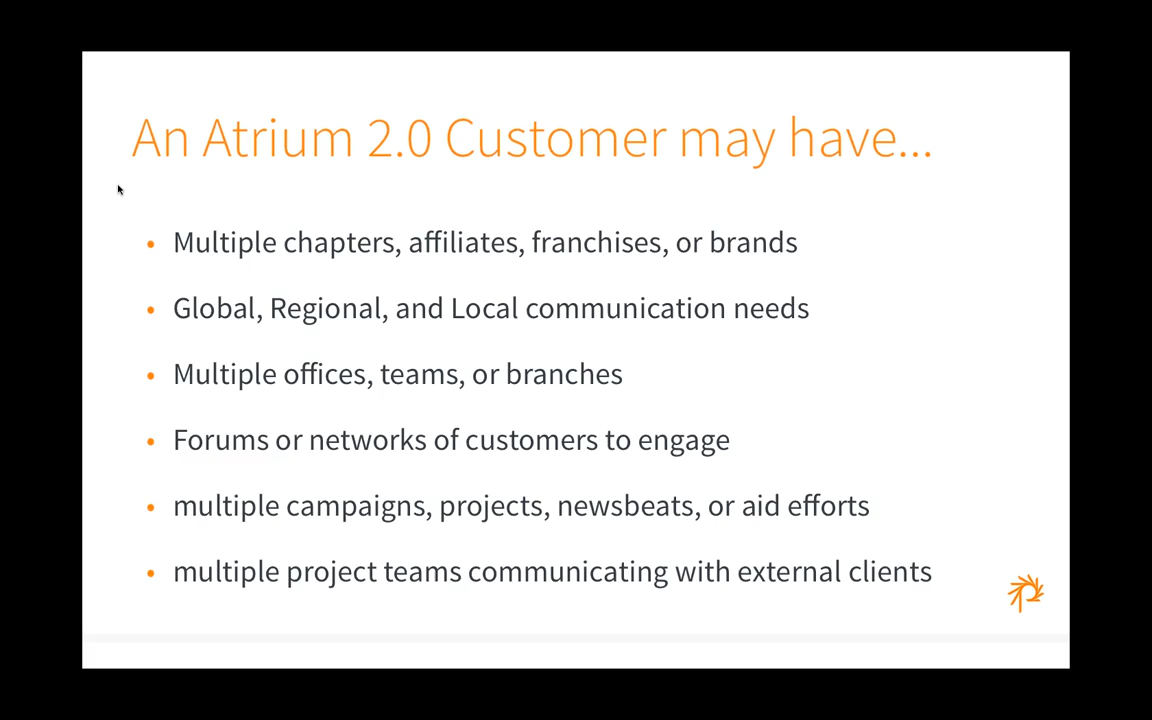 An Atrium 2.0 Customer may have...
• Multiple chapters, affiliates, franchises, or brands
• Global, Regional, and Local communication needs
• Multiple offices, teams, or branches
• Forums or networks of customers to engage
• multiple campaigns, projects, newsbeats, or aid efforts
• multiple project teams communicating with external clients